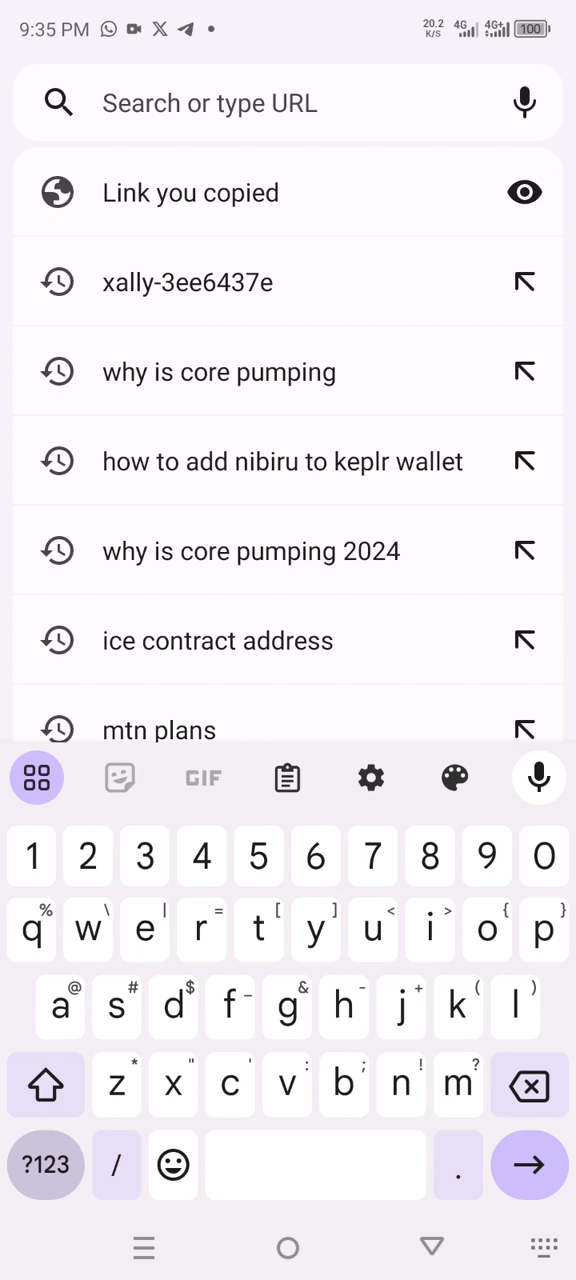 9:35 PM 20.2 K/S 4G 4G+ 100
Search or type URL
Link you copied
xally-3ee6437e
why is core pumping
how to add nibiru to keplr wallet
why is core pumping 2024
ice contract address
mtn plans
GIF
1 2 3 4 5 6 7 8 9 0
% \ | = [ ] < > { }
q w e r t y u i o p
@ # $ _ & - + ( )
a s d f g h j k l
* " ' : ; ! ?
z x c v b n m
?123 / .